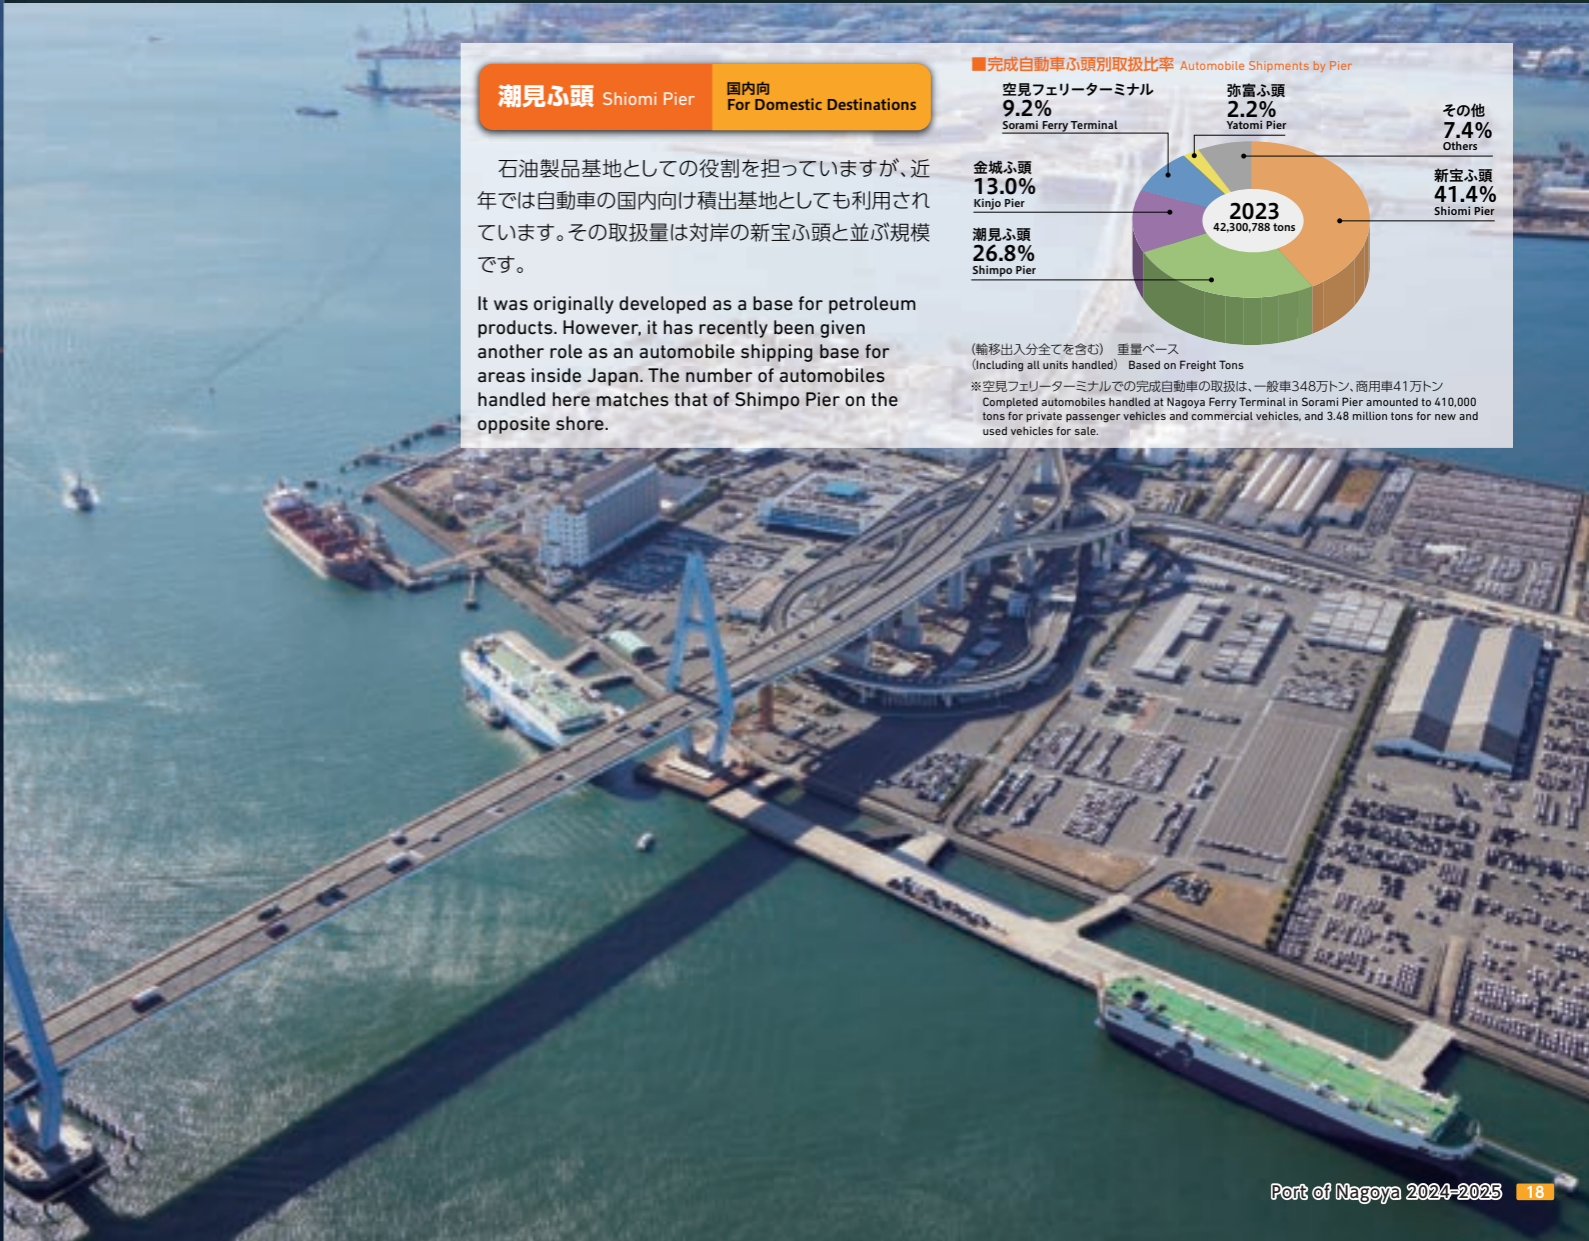 潮見ふ頭 Shiomi Pier
国内向
For Domestic Destinations
石油製品基地としての役割を担っていますが、近
年では自動車の国内向け積出基地としても利用され
ています。その取扱量は対岸の新宝ふ頭と並ぶ規模
です。
It was originally developed as a base for petroleum
products. However, it has recently been given
another role as an automobile shipping base for
areas inside Japan. The number of automobiles
handled here matches that of Shimpo Pier on the
opposite shore.
■完成自動車ふ頭別取扱比率 Automobile Shipments by Pier
空見フェリーターミナル
9.2%
Sorami Ferry Terminal
弥富ふ頭
2.2%
Yatomi Pier
その他
7.4%
Others
金城ふ頭
13.0%
Kinjo Pier
新宝ふ頭
41.4%
Shiomi Pier
潮見ふ頭
26.8%
Shimpo Pier
2023
42,300,788 tons
(輸移出入分全てを含む) 重量ベース
(Including all units handled) Based on Freight Tons
※空見フェリーターミナルでの完成自動車の取扱は、一般車348万トン、商用車41万トン
Completed automobiles handled at Nagoya Ferry Terminal in Sorami Pier amounted to 410,000
tons for private passenger vehicles and commercial vehicles, and 3.48 million tons for new and
used vehicles for sale.
Port of Nagoya 2024-2025 18